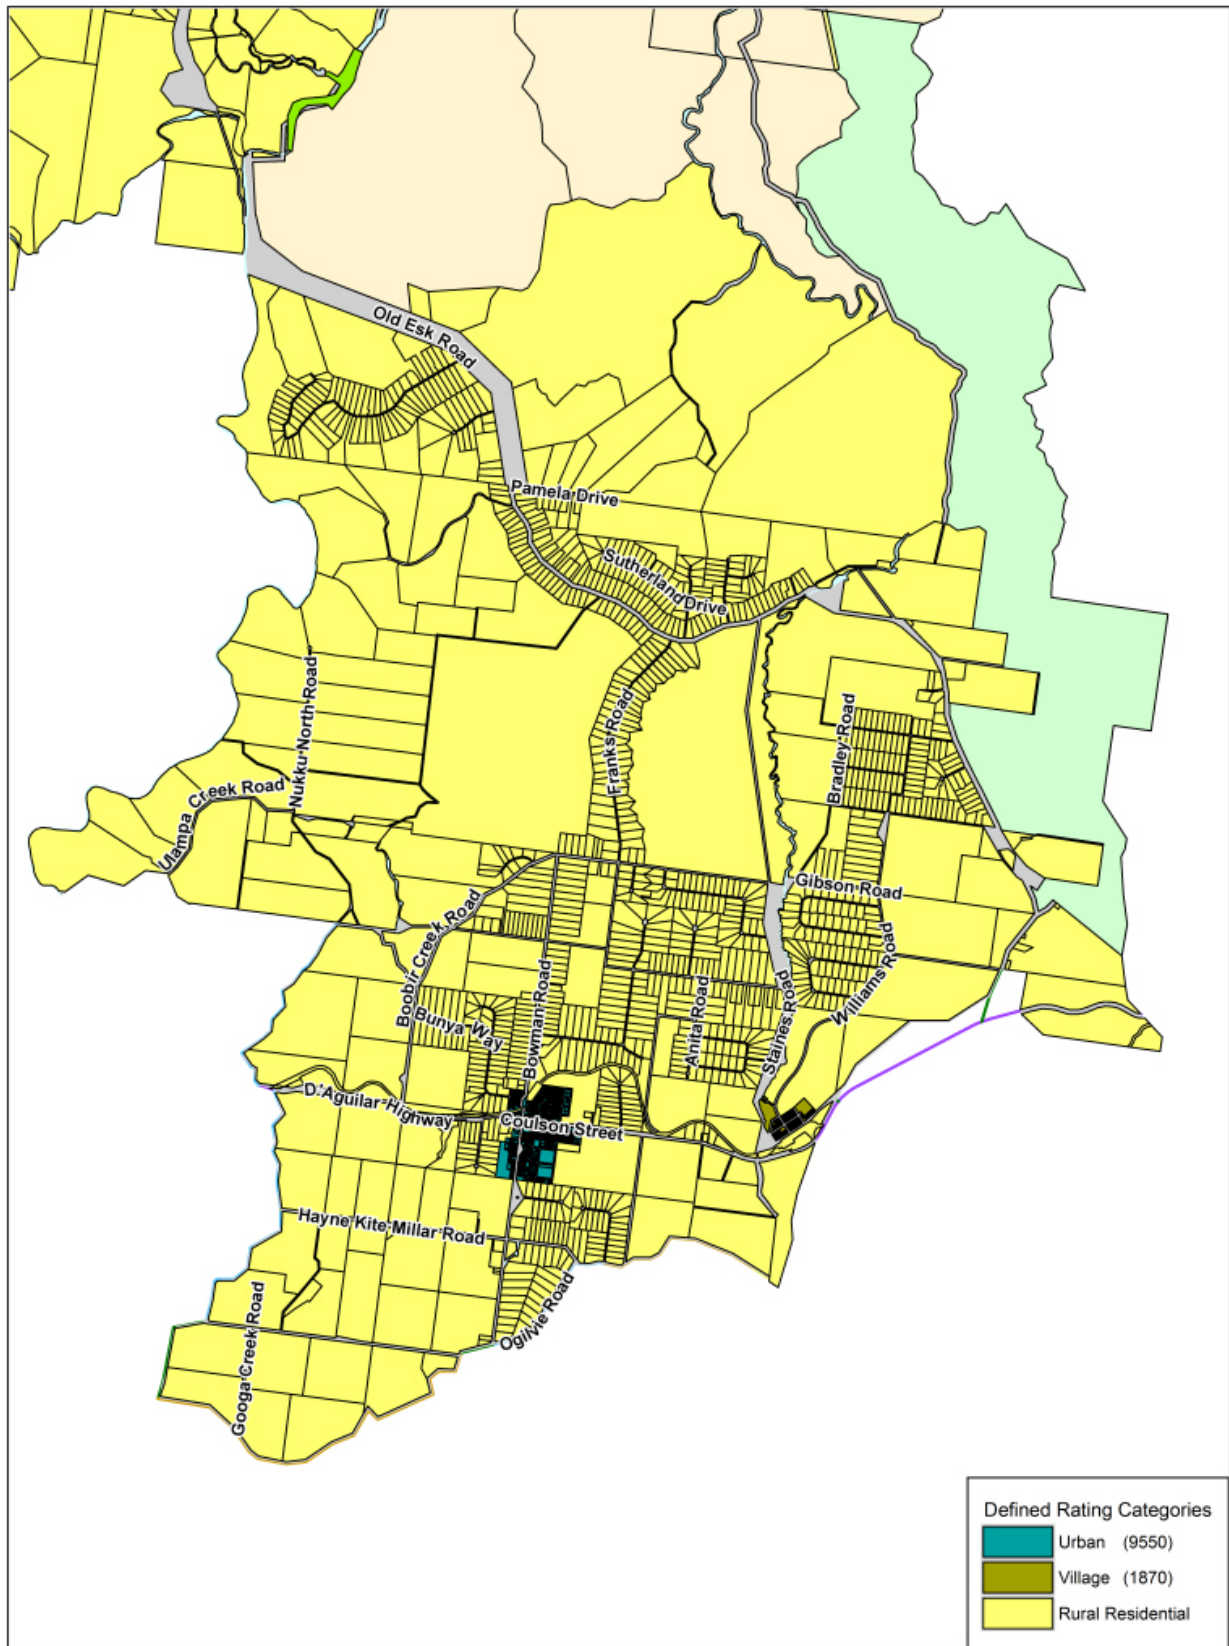 Old Esk Road
Pamela Drive
Sutherland Drive
Nukku North Road
Franks Road
Bradley Road
Ulampa Creek Road
Gibson Road
Boobir Creek Road
Williams Road
Bowman Road
Anita Road
Staines Road
Bunya Way
D'Aguilar Highway
Coulson Street
Hayne Kite Millar Road
Ogilvie Road
Googa Creek Road
Defined Rating Categories
Urban (9550)
Village (1870)
Rural Residential